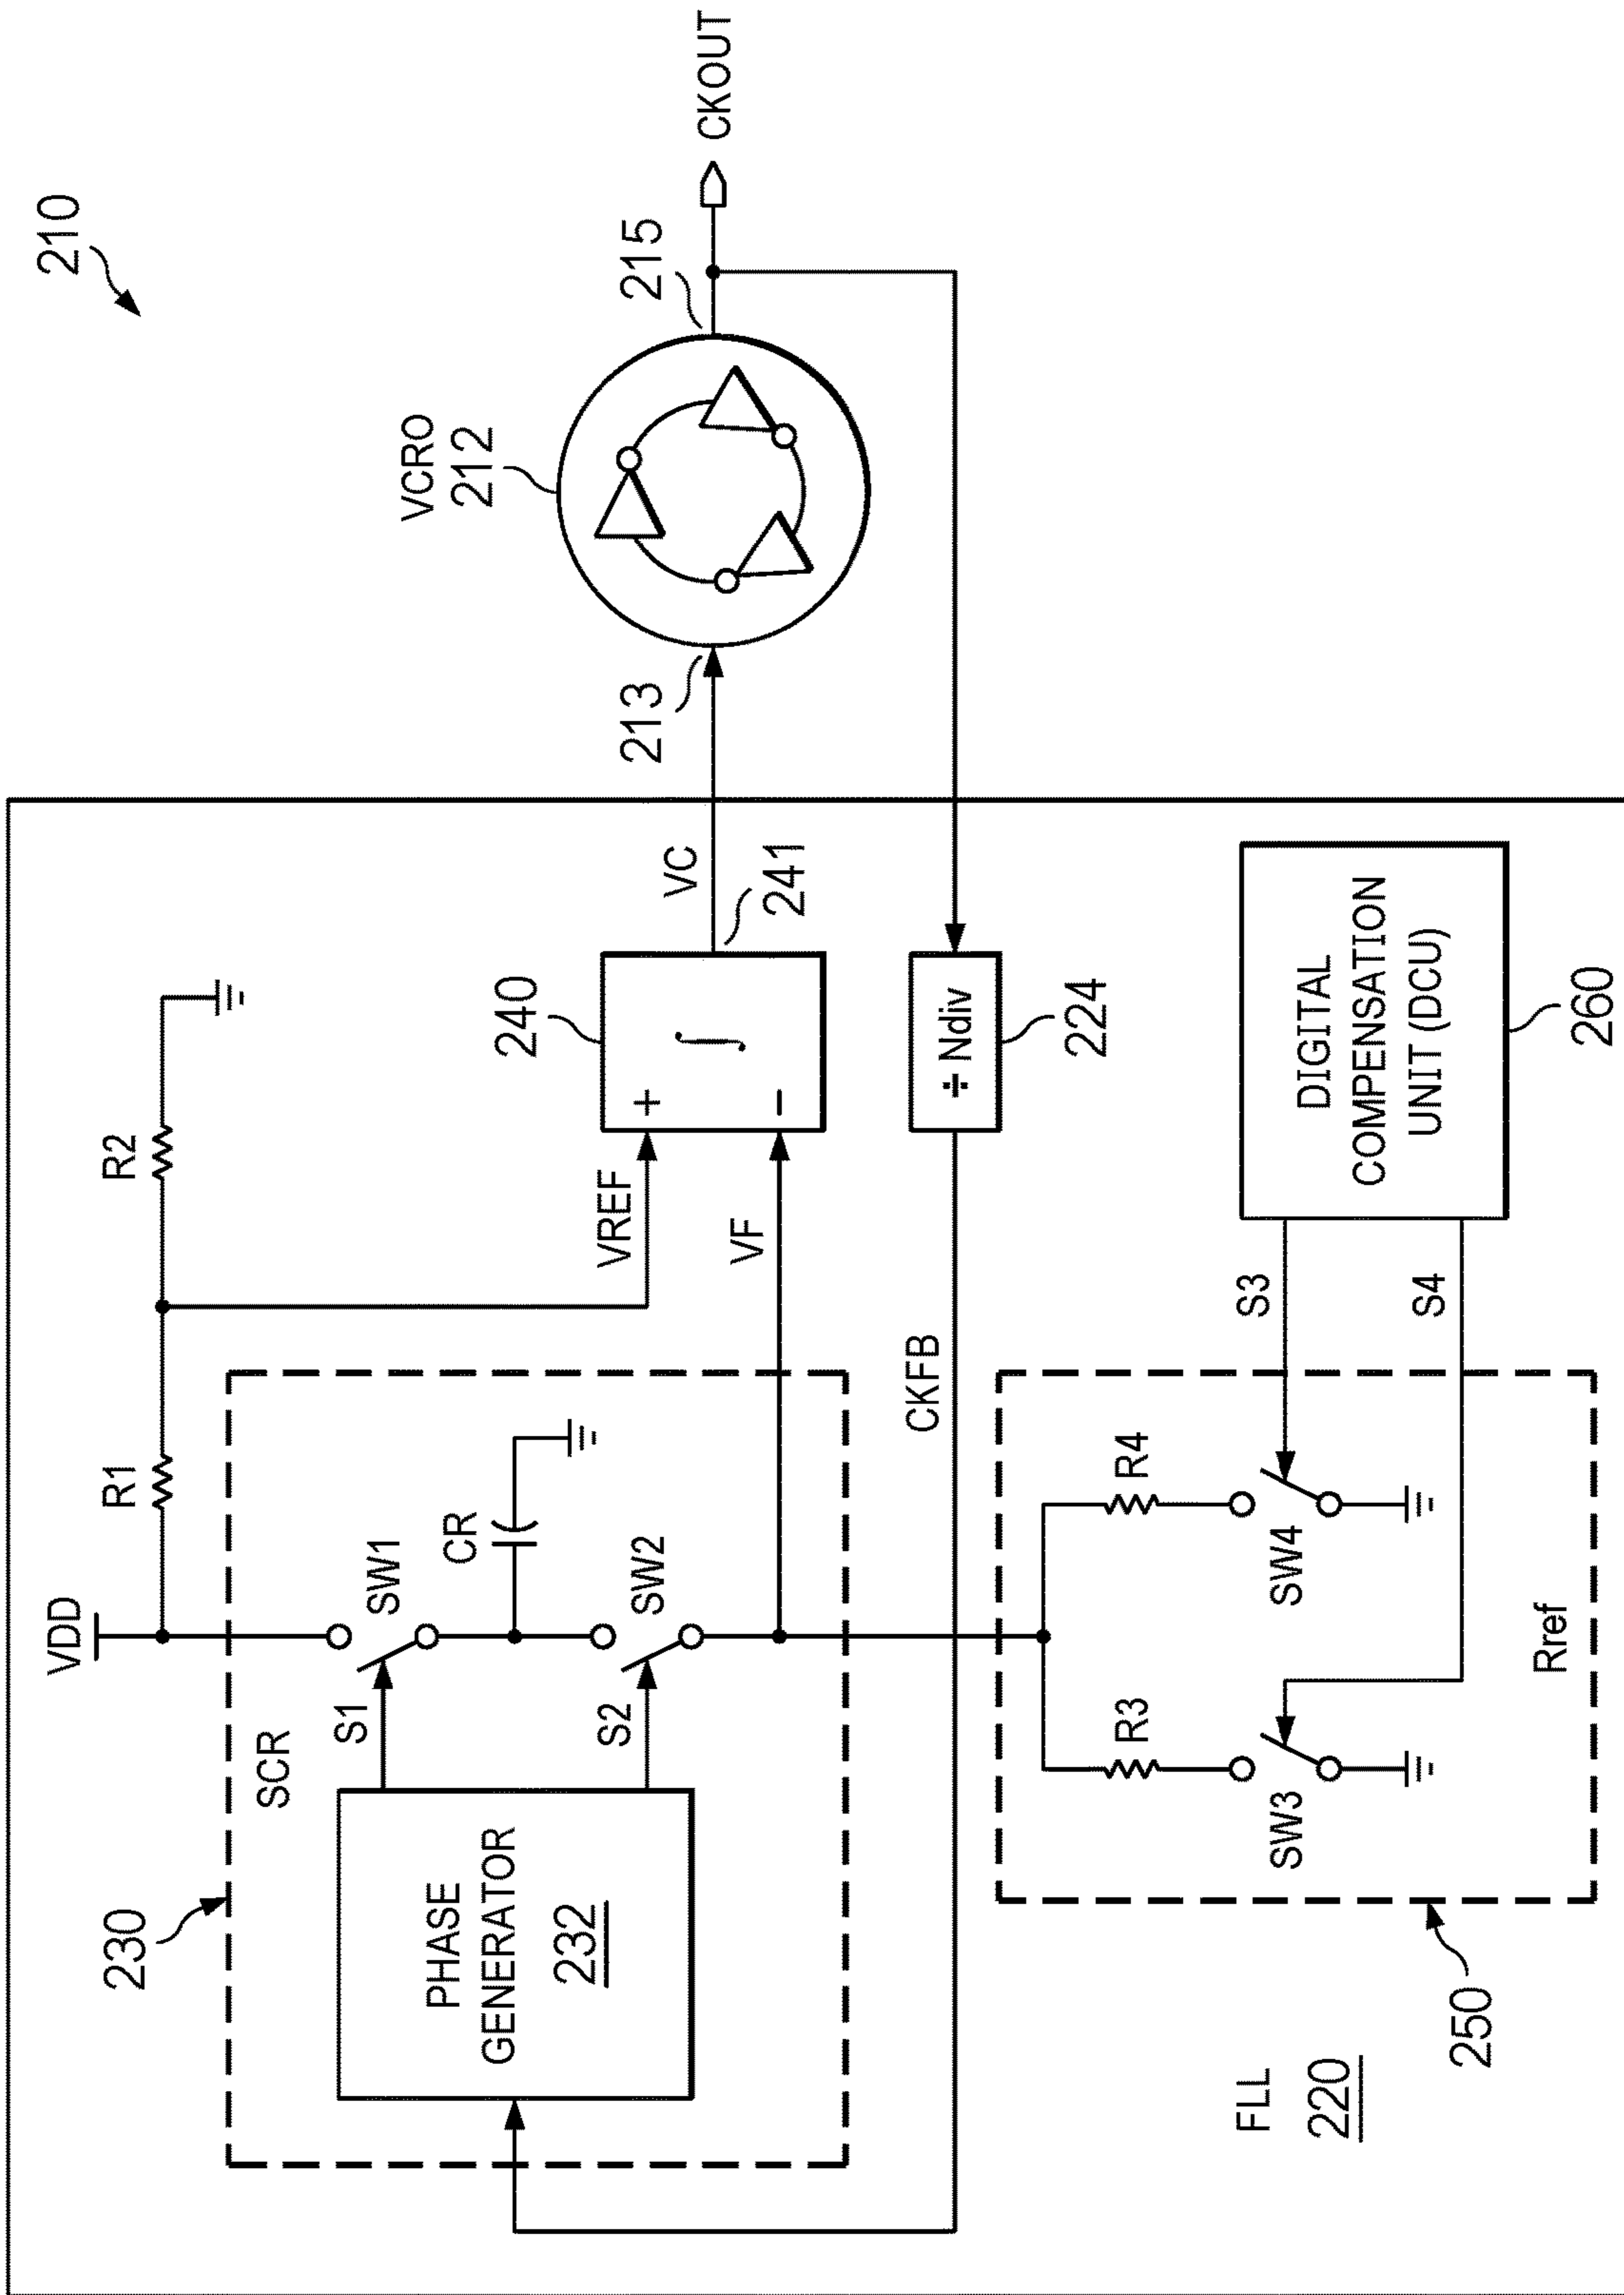 210
VDD
R1
R2
230
SCR
SW1
S1
CR
PHASE
GENERATOR
232
S2
SW2
VREF
VF
+
−
∫
240
VC
241
213
VCRO
212
215
CKOUT
CKFB
÷ Ndiv
224
R3
R4
SW3
SW4
S3
S4
Rref
DIGITAL
COMPENSATION
UNIT (DCU)
260
FLL
220
250